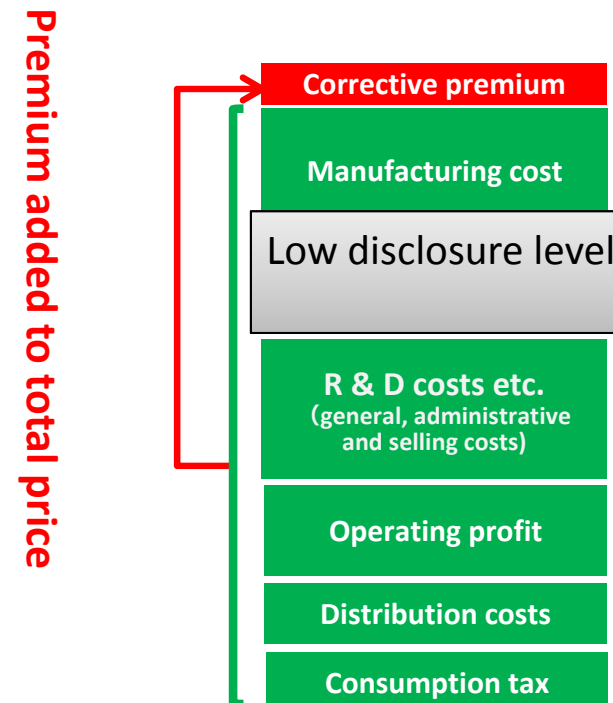 Premium added to total price
Corrective premium
Manufacturing cost
Low disclosure level
R & D costs etc.
(general, administrative
and selling costs)
Operating profit
Distribution costs
Consumption tax